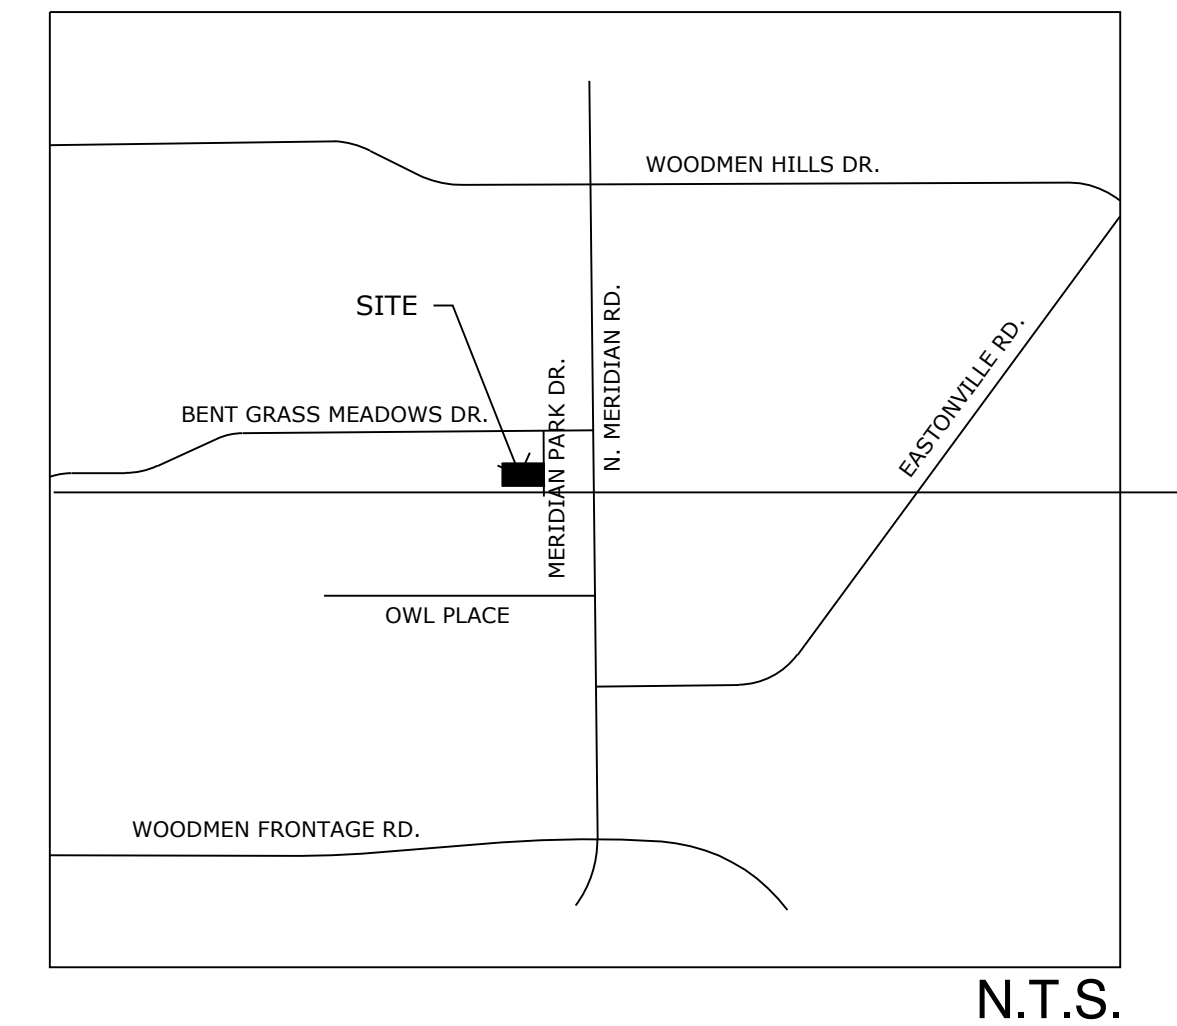 WOODMEN HILLS DR.
SITE
N. MERIDIAN RD.
EASTONVILLE RD.
MERIDIAN PARK DR.
BENT GRASS MEADOWS DR.
OWL PLACE
WOODMEN FRONTAGE RD.
N.T.S.